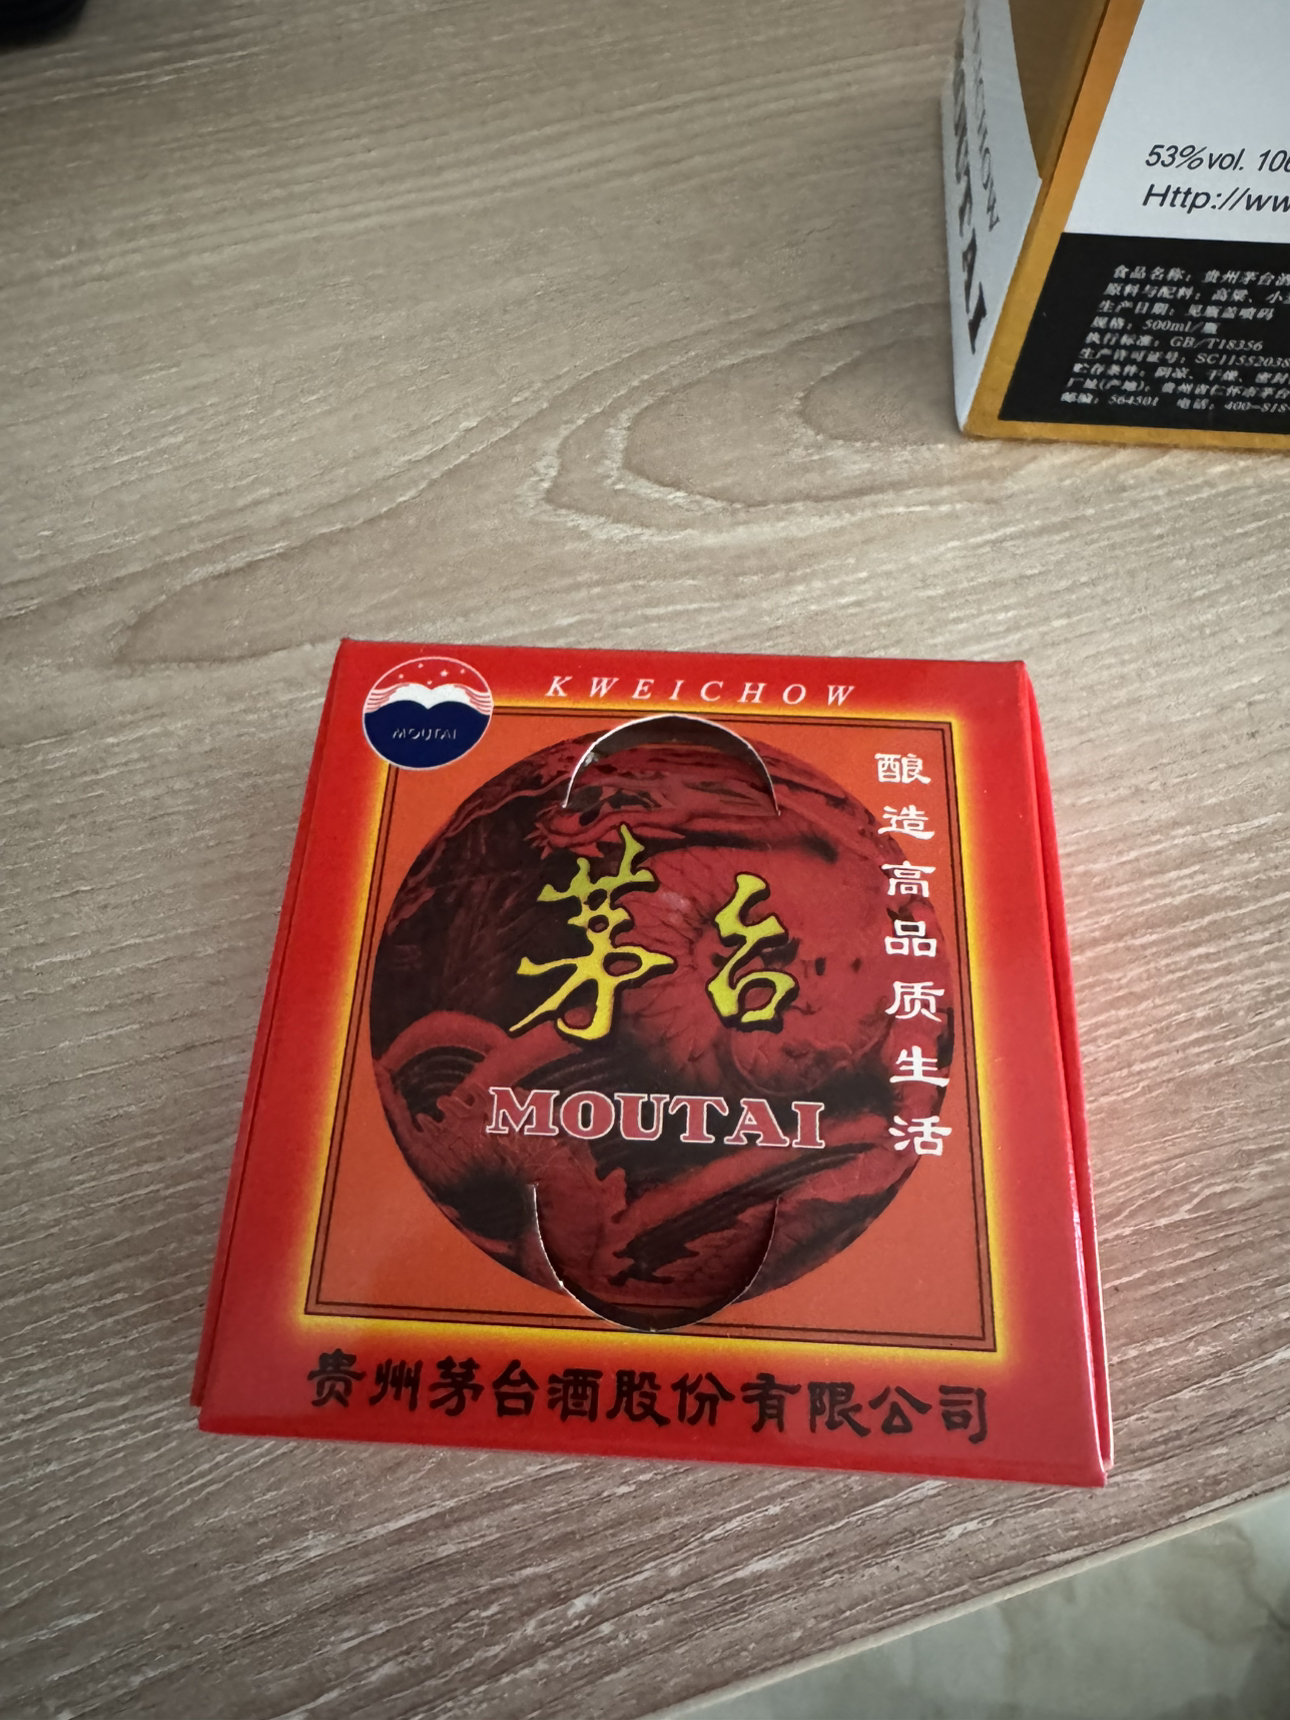 KWEICHOW
MOUTAI
53%vol. 106
Http://ww
食品名称：贵州茅台酒
原料与配料：高粱、小麦
生产日期：见瓶盖喷码
规格：500ml/瓶
执行标准：GB/T18356
生产许可证号：SC11552038
贮存条件：阴凉、干燥、密封
厂址(产地)：贵州省仁怀市茅台
邮编：564501 电话：400-818-
MOUTAI
KWEICHOW
酿造高品质生活
茅台
MOUTAI
贵州茅台酒股份有限公司